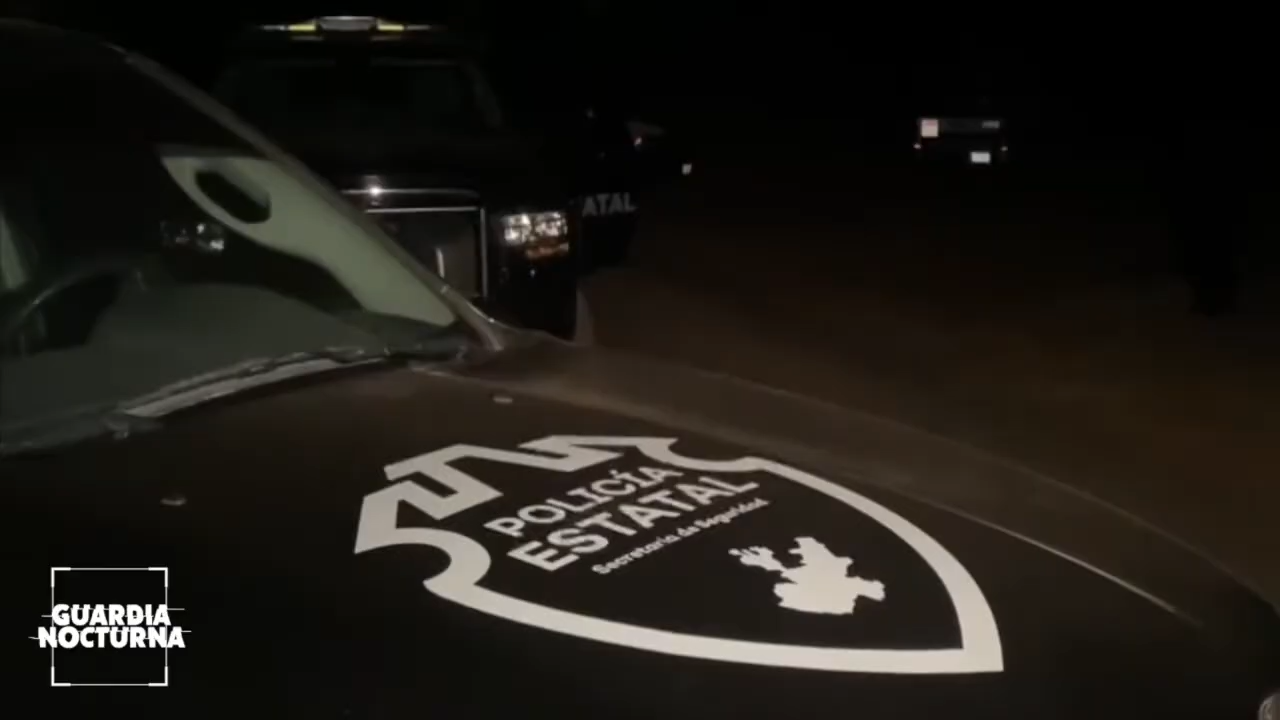 ATAL
POLICÍA
ESTATAL
Secretaría de Seguridad
GUARDIA
NOCTURNA